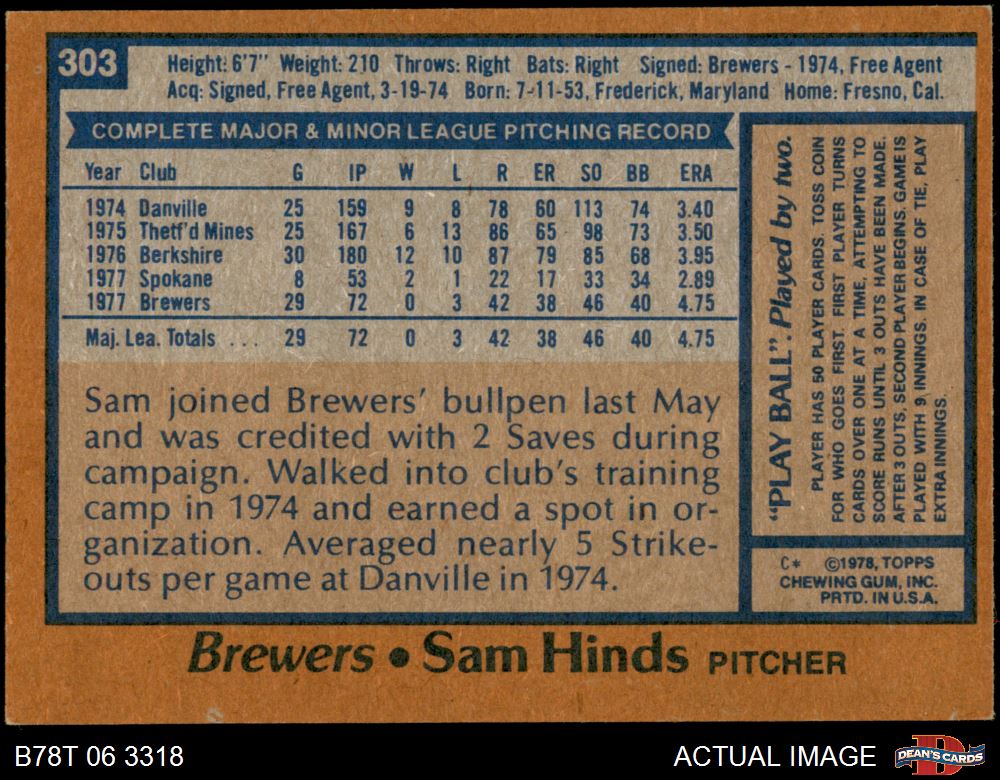 303
Height: 6'7" Weight: 210 Throws: Right Bats: Right Signed: Brewers - 1974, Free Agent
Acq: Signed, Free Agent, 3-19-74 Born: 7-11-53, Frederick, Maryland Home: Fresno, Cal.
COMPLETE MAJOR & MINOR LEAGUE PITCHING RECORD
Year Club G IP W L R ER SO BB ERA
1974 Danville 25 159 9 8 78 60 113 74 3.40
1975 Thetf'd Mines 25 167 6 13 86 65 98 73 3.50
1976 Berkshire 30 180 12 10 87 79 85 68 3.95
1977 Spokane 8 53 2 1 22 17 33 34 2.89
1977 Brewers 29 72 0 3 42 38 46 40 4.75
Maj. Lea. Totals ... 29 72 0 3 42 38 46 40 4.75
Sam joined Brewers' bullpen last May
and was credited with 2 Saves during
campaign. Walked into club's training
camp in 1974 and earned a spot in or-
ganization. Averaged nearly 5 Strike-
outs per game at Danville in 1974.
"PLAY BALL". Played by two.
PLAYER HAS 50 PLAYER CARDS. TOSS COIN
FOR WHO GOES FIRST. FIRST PLAYER TURNS
CARDS OVER ONE AT A TIME, ATTEMPTING TO
SCORE RUNS UNTIL 3 OUTS HAVE BEEN MADE.
AFTER 3 OUTS, SECOND PLAYER BEGINS. GAME IS
PLAYED WITH 9 INNINGS. IN CASE OF TIE, PLAY
EXTRA INNINGS.
C* ©1978, TOPPS
CHEWING GUM, INC.
PRTD. IN U.S.A.
Brewers • Sam Hinds PITCHER
B78T 06 3318
ACTUAL IMAGE
D
DEAN'S CARDS